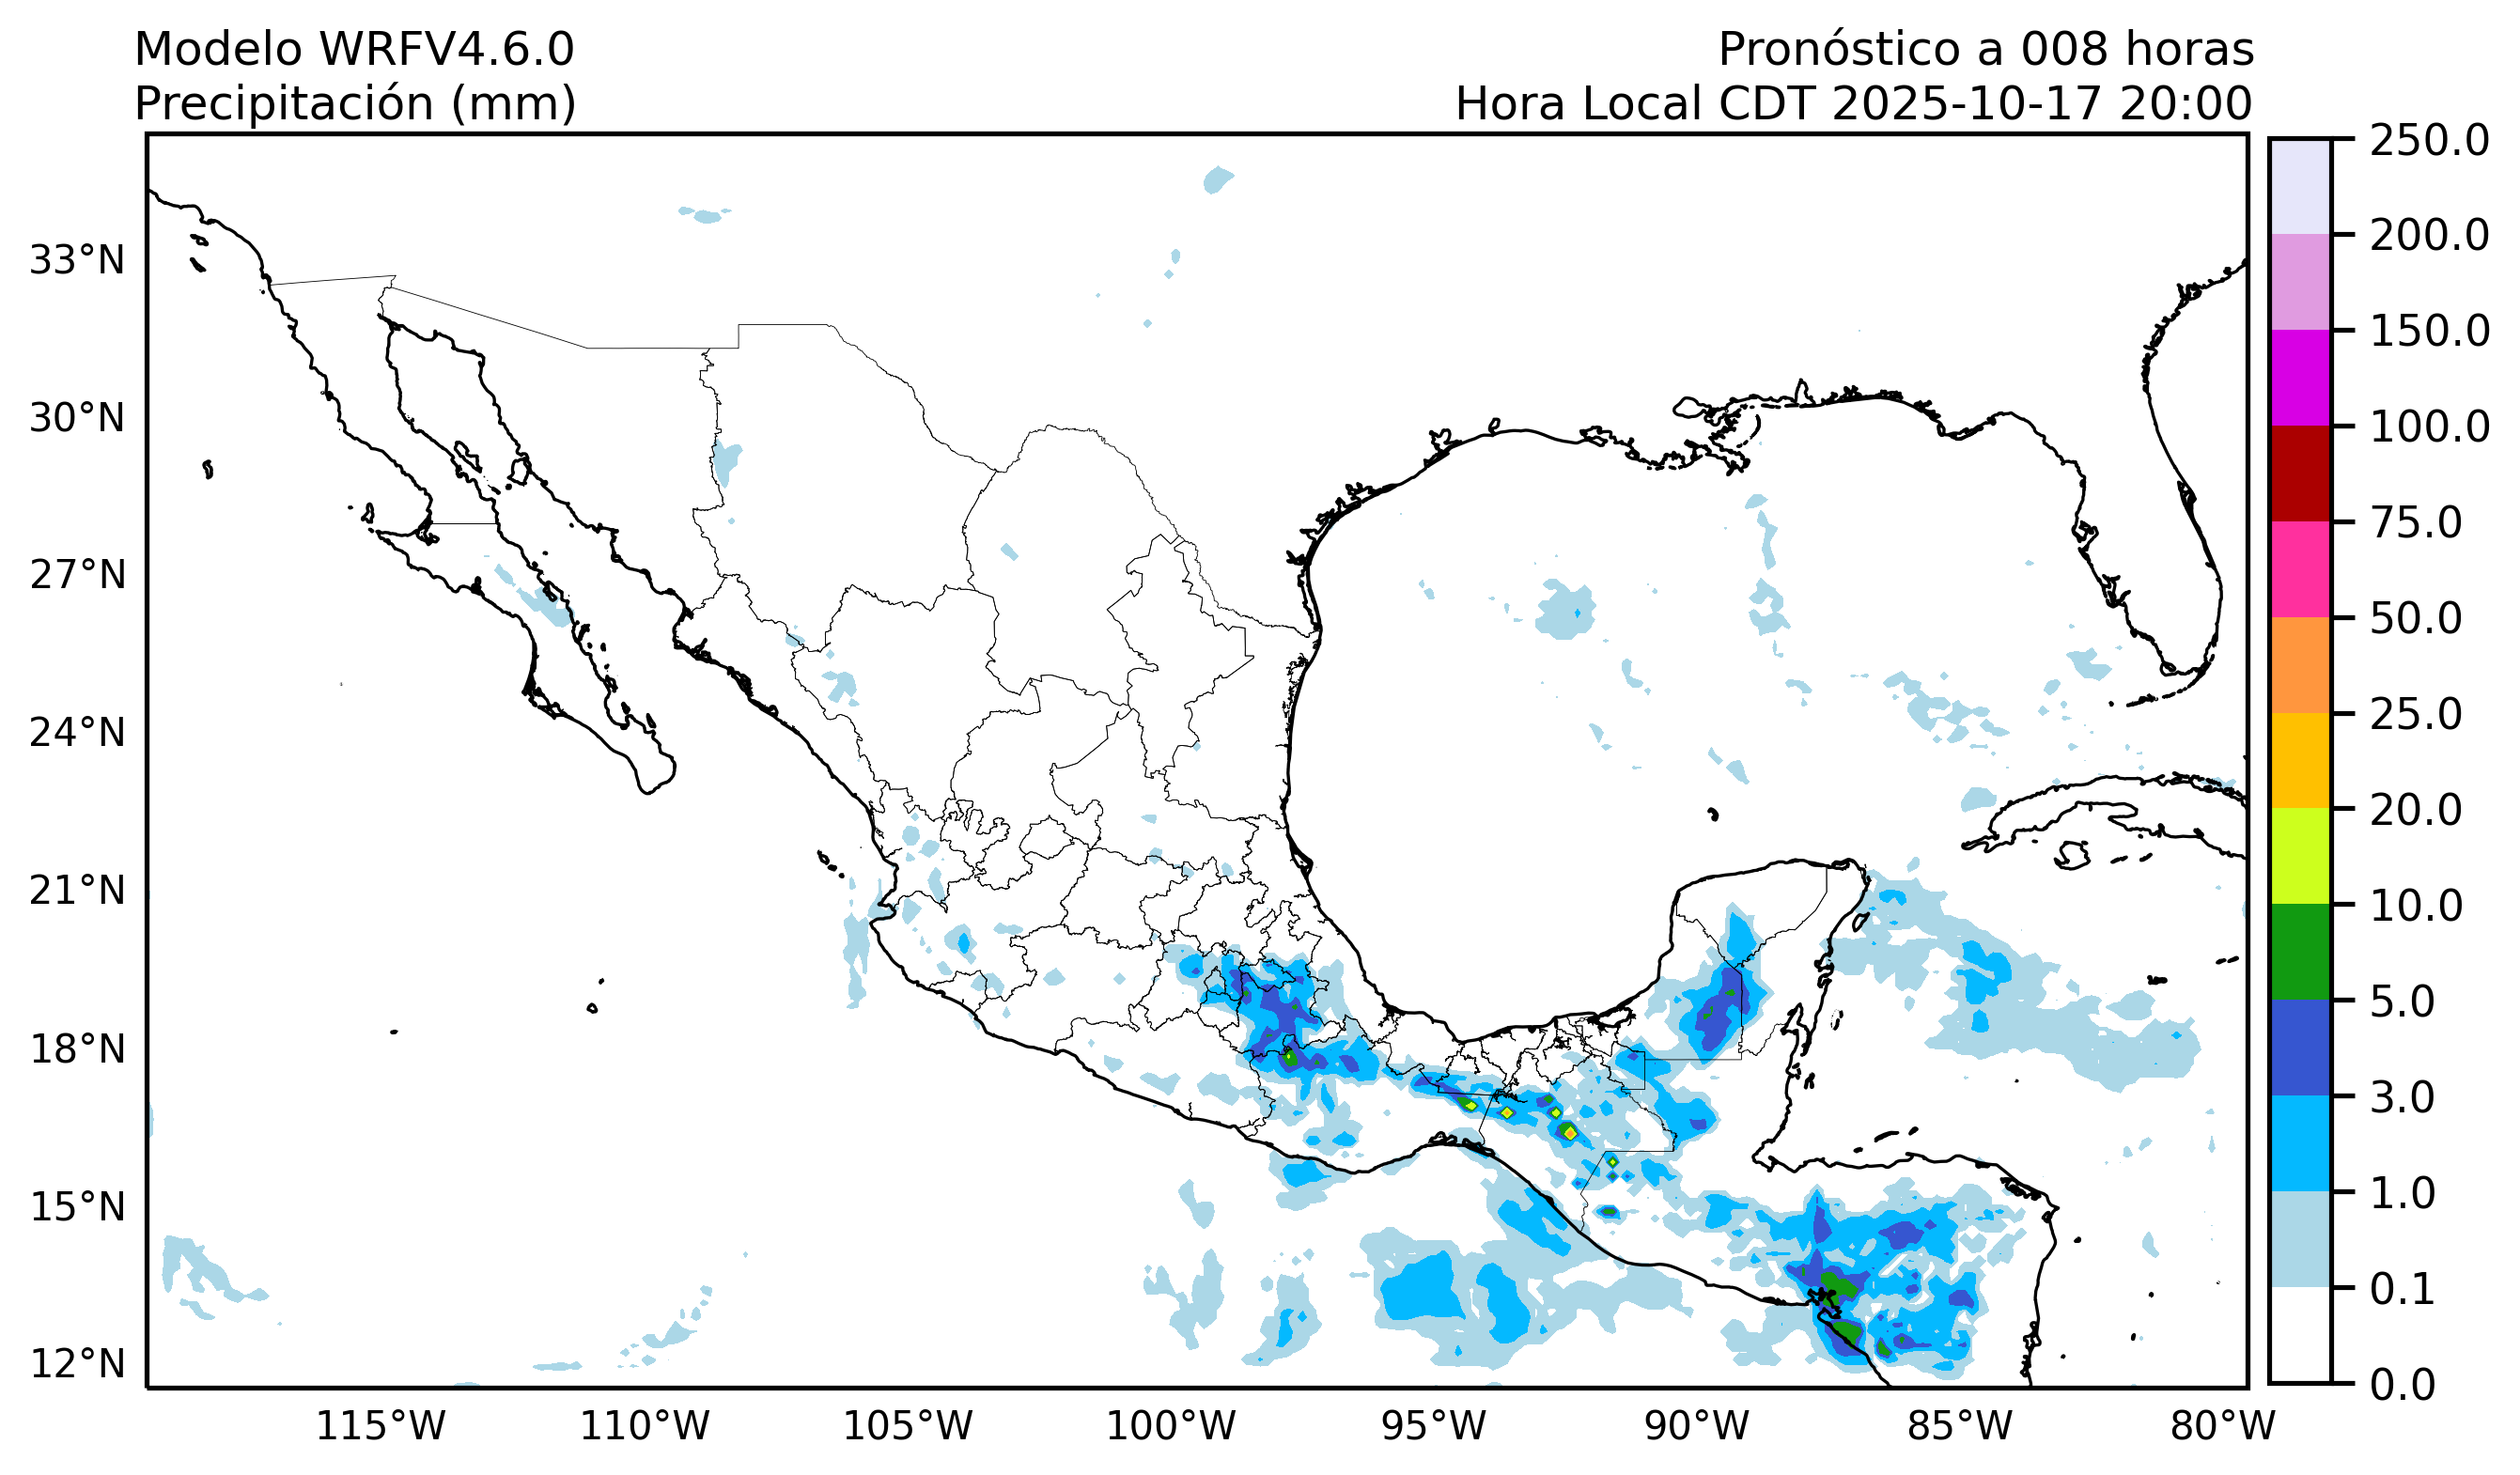 Modelo WRFV4.6.0
Precipitación (mm)
Pronóstico a 008 horas
Hora Local CDT 2025-10-17 20:00
33°N
30°N
27°N
24°N
21°N
18°N
15°N
12°N
115°W
110°W
105°W
100°W
95°W
90°W
85°W
80°W
250.0
200.0
150.0
100.0
75.0
50.0
25.0
20.0
10.0
5.0
3.0
1.0
0.1
0.0